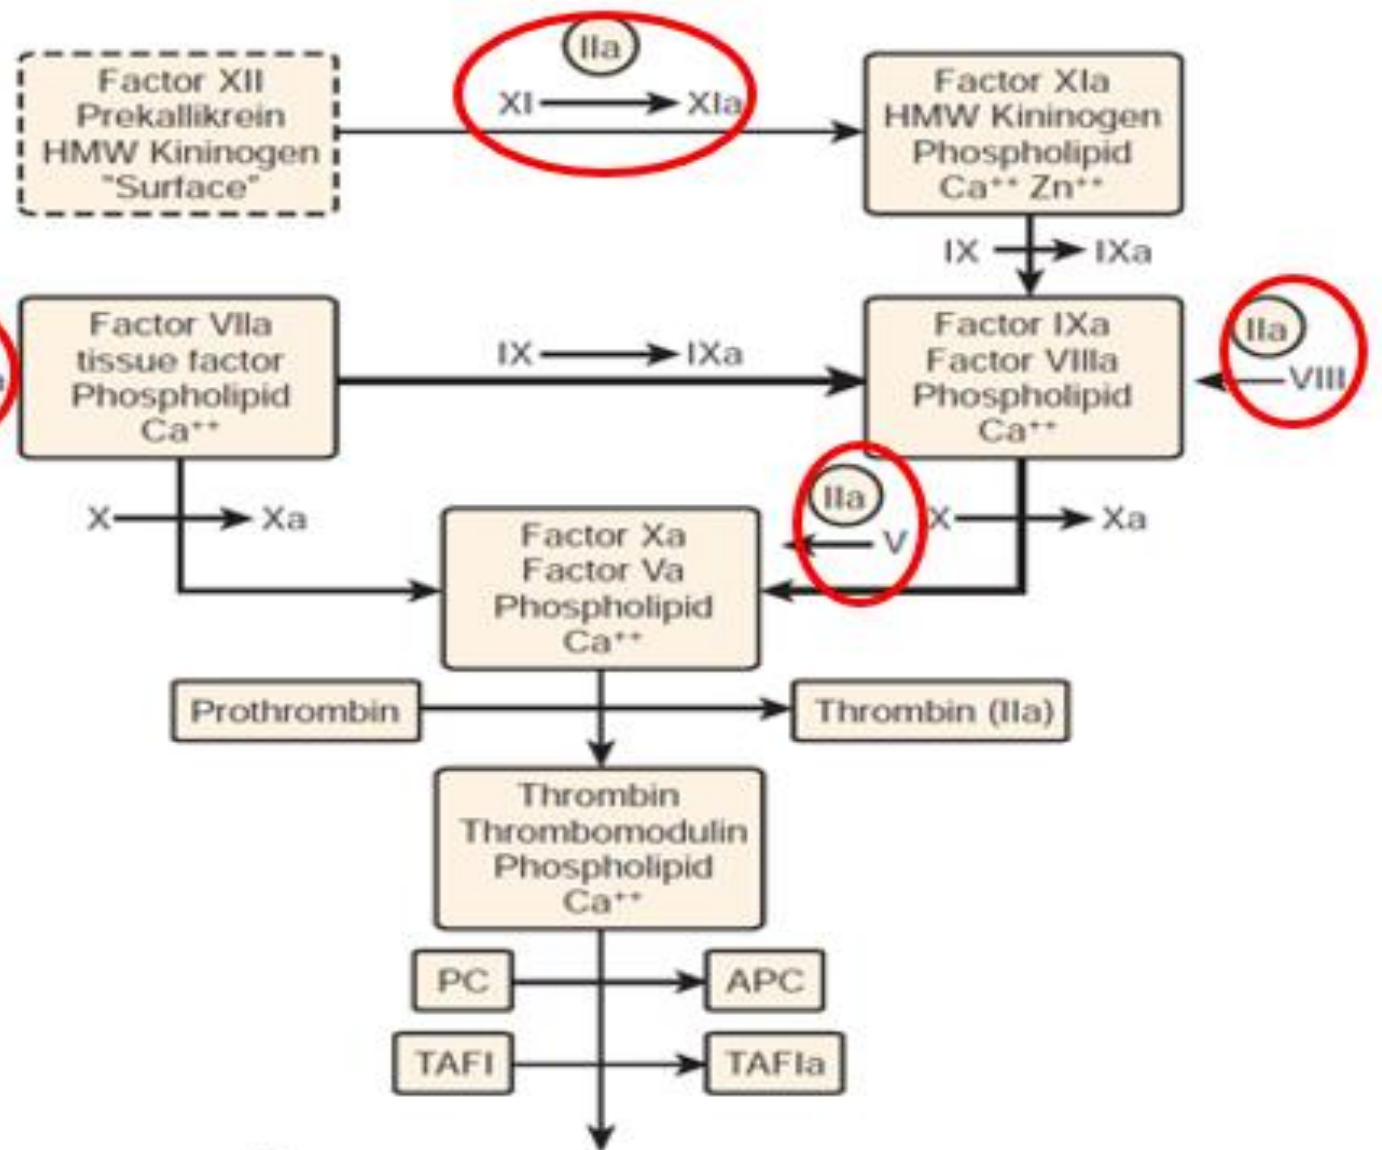 Factor XII
Prekallikrein
HMW Kininogen
"Surface"
IIa
XI
XIa
Factor XIa
HMW Kininogen
Phospholipid
Ca⁺⁺ Zn⁺⁺
IX
IXa
Factor VIIa
tissue factor
Phospholipid
Ca⁺⁺
IX
IXa
Factor IXa
Factor VIIIa
Phospholipid
Ca⁺⁺
IIa
VIII
X
Xa
Factor Xa
Factor Va
Phospholipid
Ca⁺⁺
IIa
V
X
Xa
Prothrombin
Thrombin (IIa)
Thrombin
Thrombomodulin
Phospholipid
Ca⁺⁺
PC
APC
TAFI
TAFIa